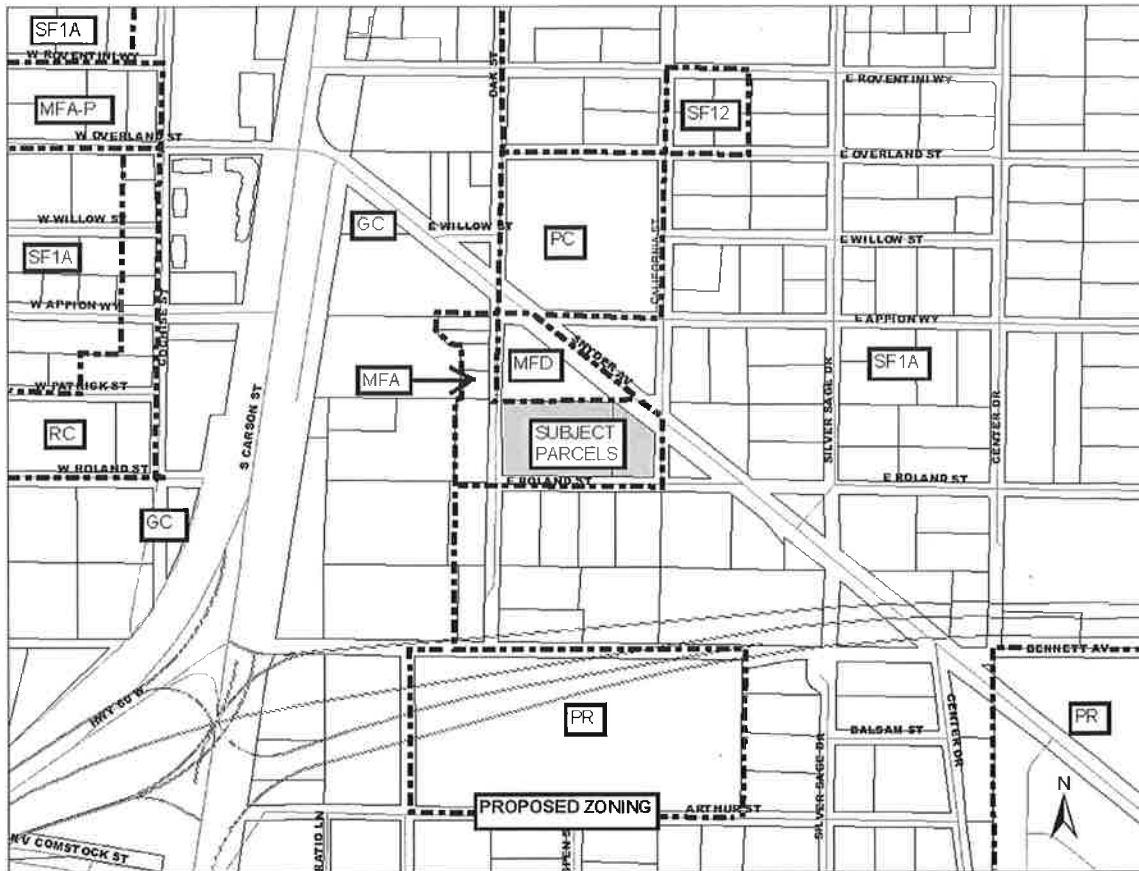 SF1A
W ROVENTINI WY
MFA-P
W OVERLAND ST
W WILLOW ST
SF1A
W APPION WY
COCHISE ST
W PATRICK ST
RC
W ROLAND ST
GC
S CARSON ST
GC
OAK ST
E WILLOW ST
PC
CALIFORNIA ST
SF12
E ROVENTINI WY
E OVERLAND ST
E WILLOW ST
E APPION WY
SNYDER AV
MFD
MFA
SUBJECT
PARCELS
E ROLAND ST
SF1A
SILVER SAGE DR
CENTER DR
E ROLAND ST
BENNETT AV
PR
PR
BALSAM ST
CENTER DR
SILVER SAGE DR
N
PROPOSED ZONING
ARTHUR ST